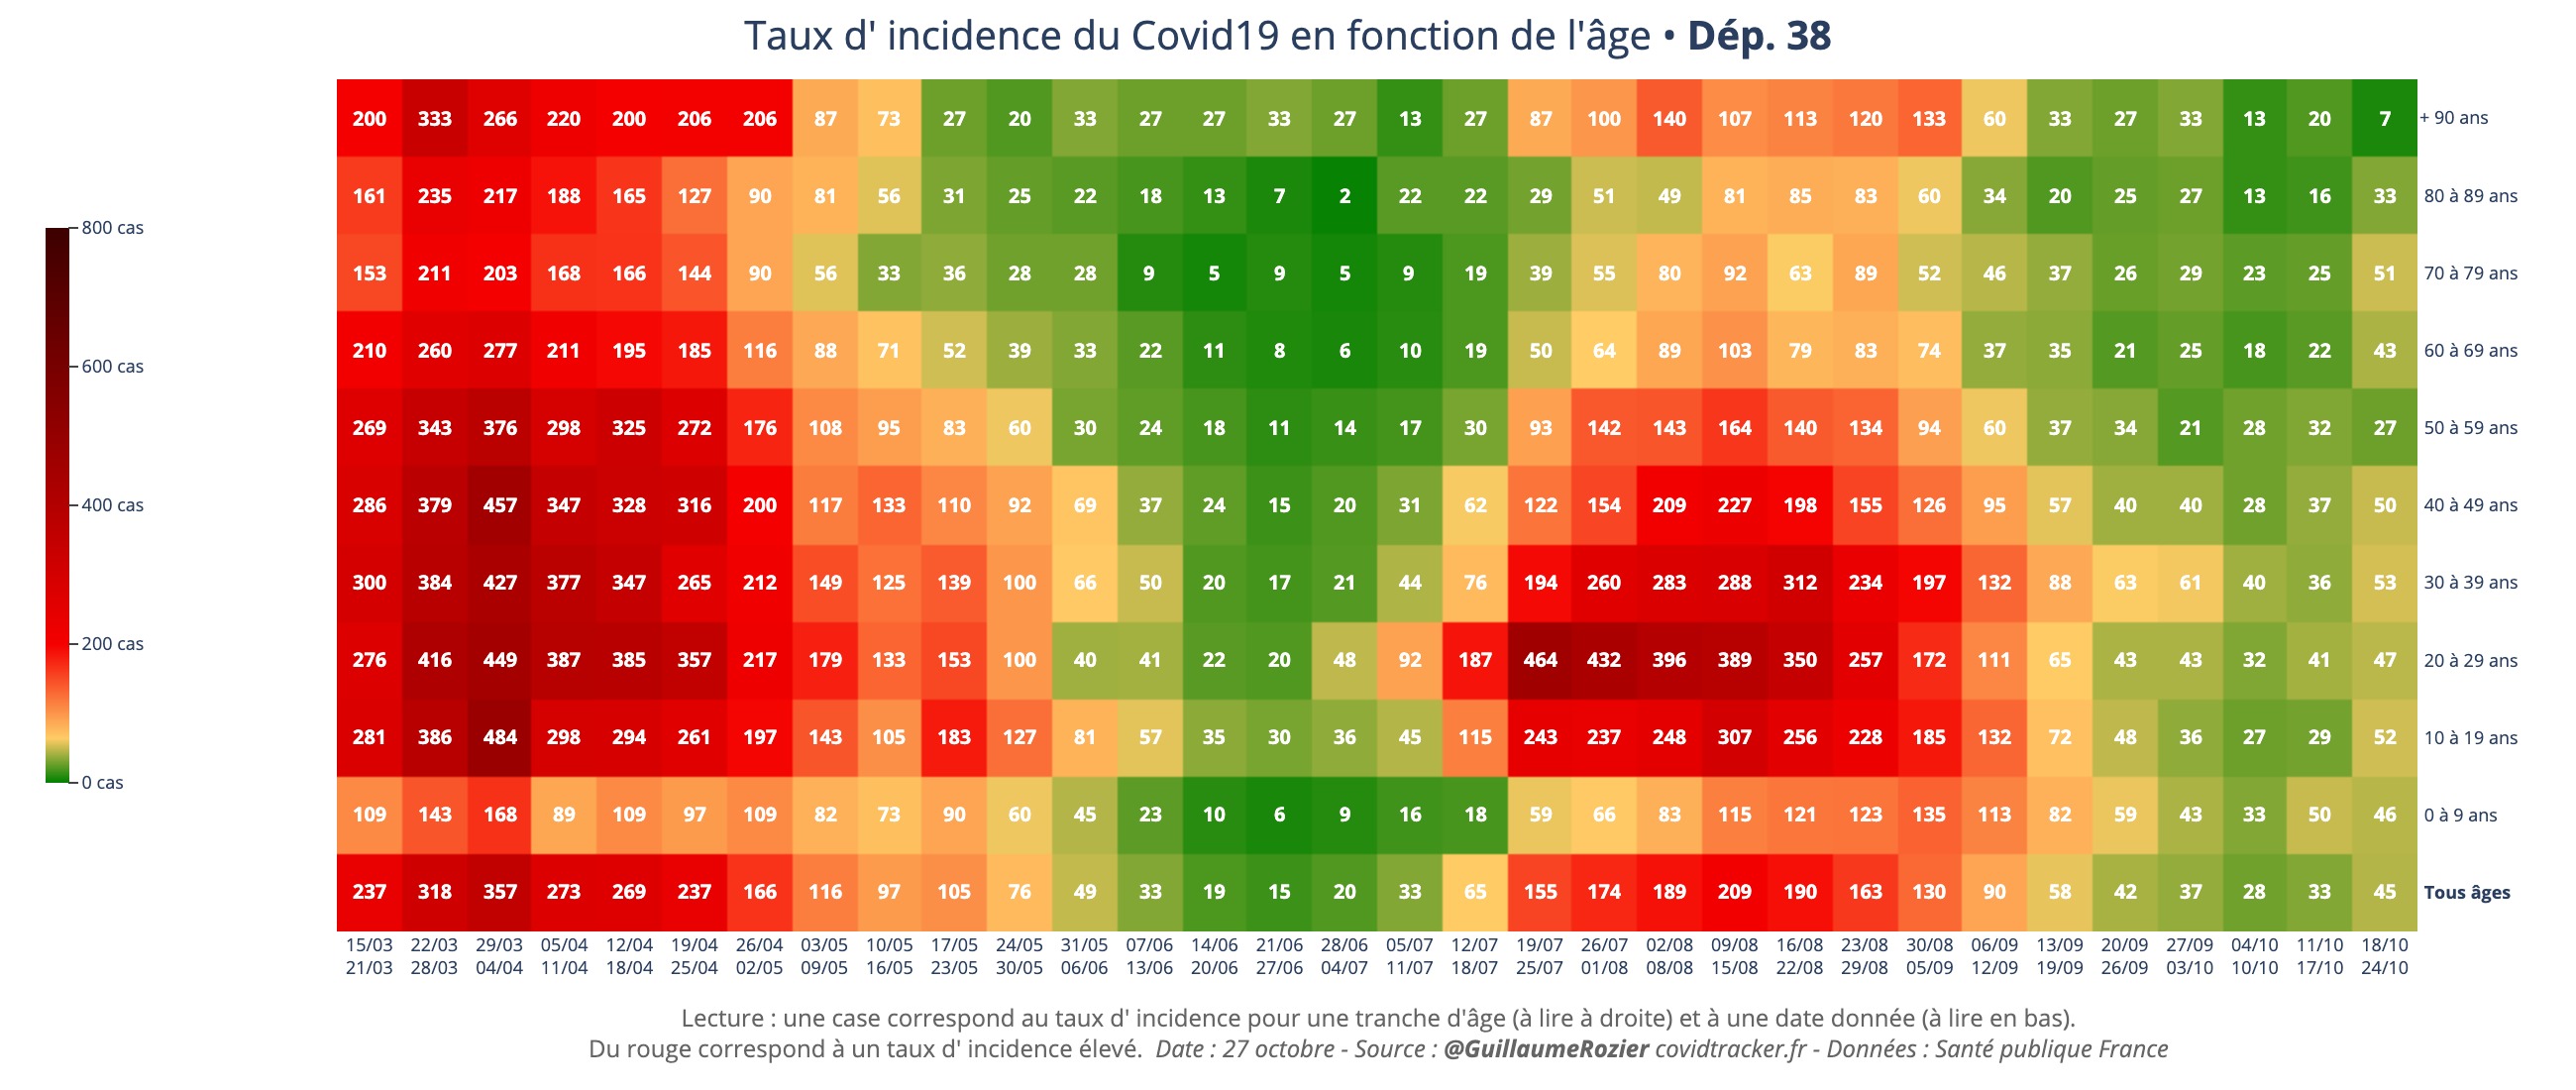 Taux d' incidence du Covid19 en fonction de l'âge • Dép. 38
200 333 266 220 200 206 206 87 73 27 20 33 27 27 33 27 13 27 87 100 140 107 113 120 133 60 33 27 33 13 20 7 + 90 ans
161 235 217 188 165 127 90 81 56 31 25 22 18 13 7 2 22 22 29 51 49 81 85 83 60 34 20 25 27 13 16 33 80 à 89 ans
800 cas
153 211 203 168 166 144 90 56 33 36 28 28 9 5 9 5 9 19 39 55 80 92 63 89 52 46 37 26 29 23 25 51 70 à 79 ans
210 260 277 211 195 185 116 88 71 52 39 33 22 11 8 6 10 19 50 64 89 103 79 83 74 37 35 21 25 18 22 43 60 à 69 ans
600 cas
269 343 376 298 325 272 176 108 95 83 60 30 24 18 11 14 17 30 93 142 143 164 140 134 94 60 37 34 21 28 32 27 50 à 59 ans
400 cas
286 379 457 347 328 316 200 117 133 110 92 69 37 24 15 20 31 62 122 154 209 227 198 155 126 95 57 40 40 28 37 50 40 à 49 ans
300 384 427 377 347 265 212 149 125 139 100 66 50 20 17 21 44 76 194 260 283 288 312 234 197 132 88 63 61 40 36 53 30 à 39 ans
200 cas
276 416 449 387 385 357 217 179 133 153 100 40 41 22 20 48 92 187 464 432 396 389 350 257 172 111 65 43 43 32 41 47 20 à 29 ans
281 386 484 298 294 261 197 143 105 183 127 81 57 35 30 36 45 115 243 237 248 307 256 228 185 132 72 48 36 27 29 52 10 à 19 ans
0 cas
109 143 168 89 109 97 109 82 73 90 60 45 23 10 6 9 16 18 59 66 83 115 121 123 135 113 82 59 43 33 50 46 0 à 9 ans
237 318 357 273 269 237 166 116 97 105 76 49 33 19 15 20 33 65 155 174 189 209 190 163 130 90 58 42 37 28 33 45 Tous âges
15/03 22/03 29/03 05/04 12/04 19/04 26/04 03/05 10/05 17/05 24/05 31/05 07/06 14/06 21/06 28/06 05/07 12/07 19/07 26/07 02/08 09/08 16/08 23/08 30/08 06/09 13/09 20/09 27/09 04/10 11/10 18/10
21/03 28/03 04/04 11/04 18/04 25/04 02/05 09/05 16/05 23/05 30/05 06/06 13/06 20/06 27/06 04/07 11/07 18/07 25/07 01/08 08/08 15/08 22/08 29/08 05/09 12/09 19/09 26/09 03/10 10/10 17/10 24/10
Lecture : une case correspond au taux d' incidence pour une tranche d'âge (à lire à droite) et à une date donnée (à lire en bas).
Du rouge correspond à un taux d' incidence élevé. Date : 27 octobre - Source : @GuillaumeRozier covidtracker.fr - Données : Santé publique France